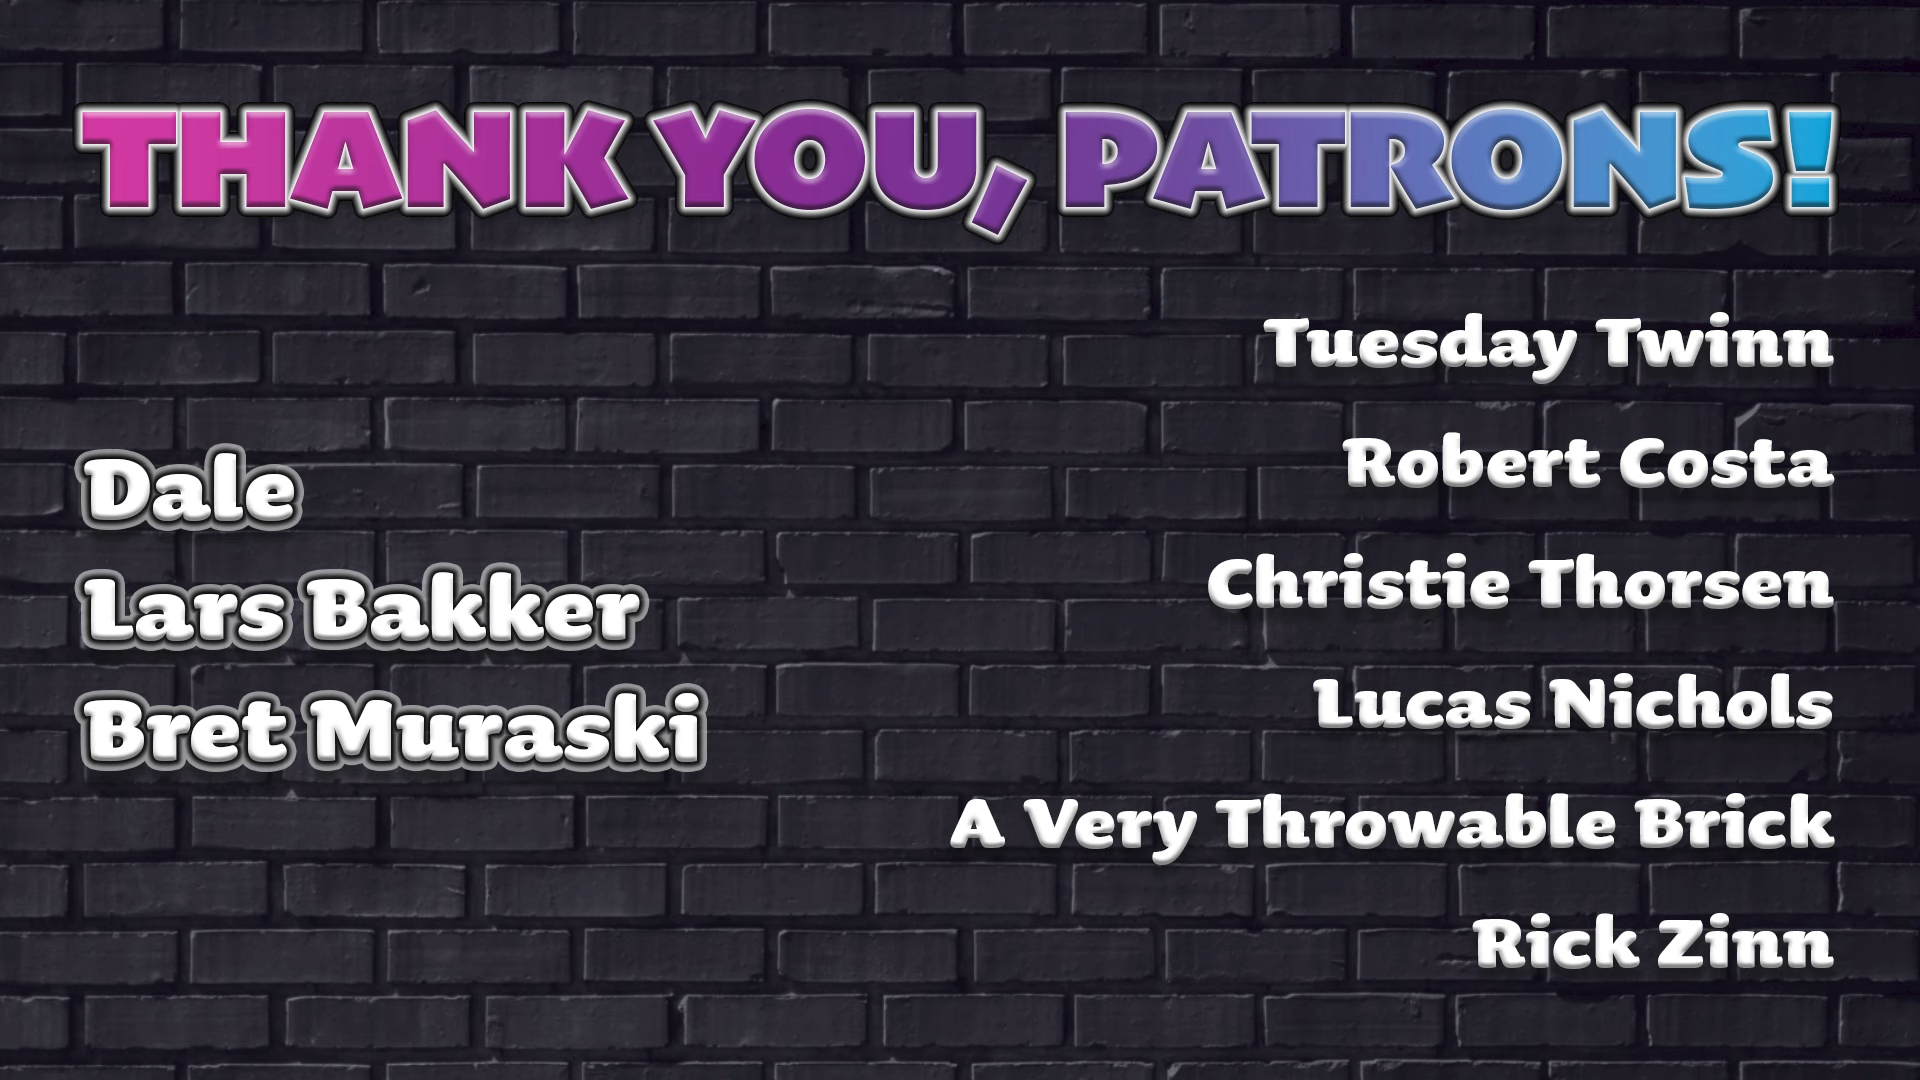 THANK YOU, PATRONS!
Dale
Lars Bakker
Bret Muraski
Tuesday Twinn
Robert Costa
Christie Thorsen
Lucas Nichols
A Very Throwable Brick
Rick Zinn